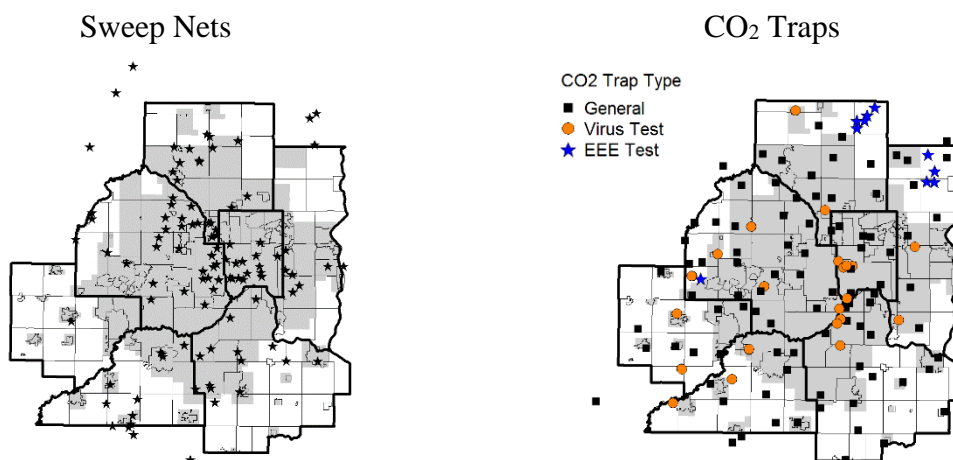 Sweep Nets
CO₂ Traps
CO2 Trap Type
General
Virus Test
EEE Test